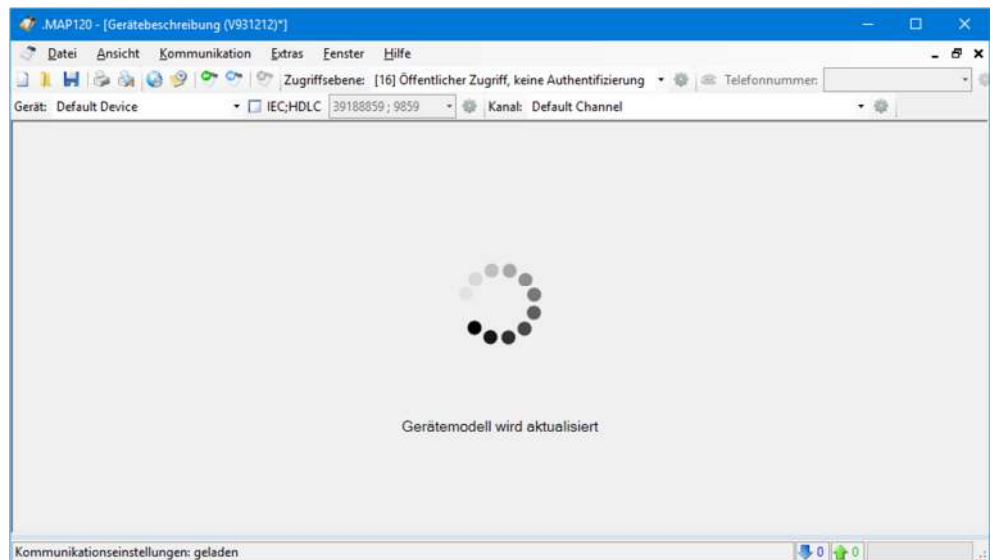 .MAP120 - [Gerätebeschreibung (V931212)*]
Datei Ansicht Kommunikation Extras Fenster Hilfe
Zugriffsebene: [16] Öffentlicher Zugriff, keine Authentifizierung Telefonnummer:
Gerät: Default Device IEC;HDLC 39188859 ; 9859 Kanal: Default Channel
Gerätemodell wird aktualisiert
Kommunikationseinstellungen: geladen 0 0